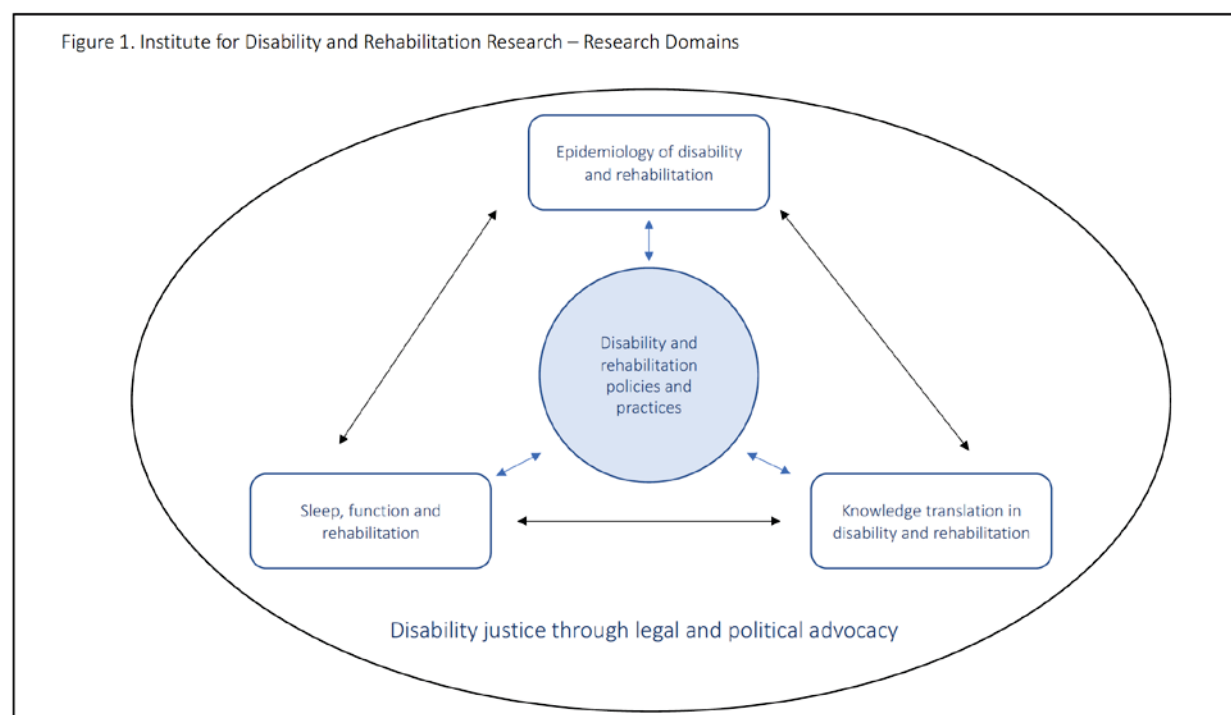 Figure 1. Institute for Disability and Rehabilitation Research – Research Domains
Epidemiology of disability
and rehabilitation
Disability and
rehabilitation
policies and
practices
Sleep, function and
rehabilitation
Knowledge translation in
disability and rehabilitation
Disability justice through legal and political advocacy